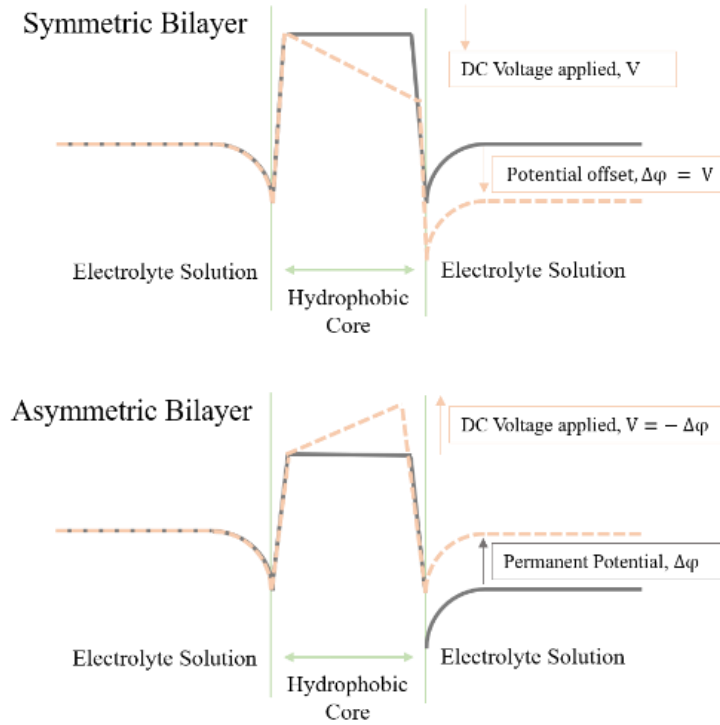 Symmetric Bilayer
DC Voltage applied, V
Potential offset, Δφ = V
Electrolyte Solution
Electrolyte Solution
Hydrophobic
Core
Asymmetric Bilayer
DC Voltage applied, V = − Δφ
Permanent Potential, Δφ
Electrolyte Solution
Electrolyte Solution
Hydrophobic
Core